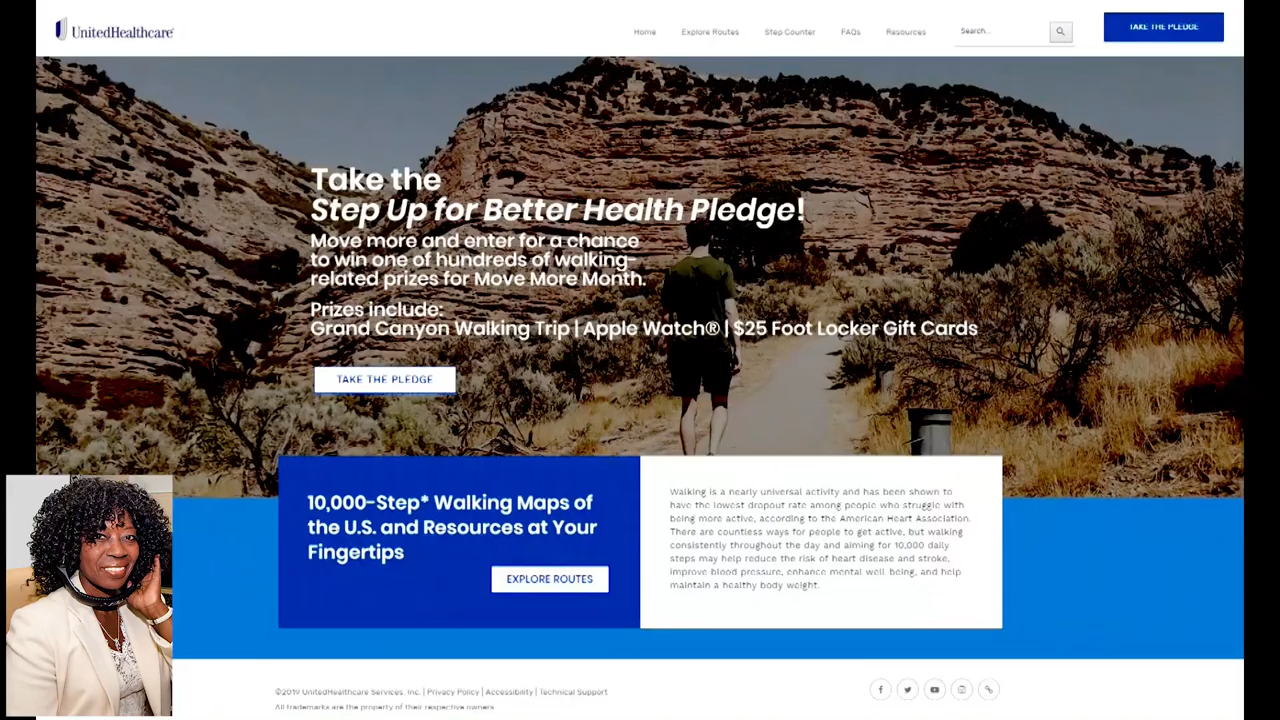 UnitedHealthcare®
Home
Explore Routes
Step Counter
FAQs
Resources
Search...
TAKE THE PLEDGE
Take the
Step Up for Better Health Pledge!
Move more and enter for a chance
to win one of hundreds of walking-
related prizes for Move More Month.
Prizes include:
Grand Canyon Walking Trip | Apple Watch® | $25 Foot Locker Gift Cards
TAKE THE PLEDGE
10,000-Step* Walking Maps of
the U.S. and Resources at Your
Fingertips
EXPLORE ROUTES
Walking is a nearly universal activity and has been shown to
have the lowest dropout rate among people who struggle with
being more active, according to the American Heart Association.
There are countless ways for people to get active, but walking
consistently throughout the day and aiming for 10,000 daily
steps may help reduce the risk of heart disease and stroke,
improve blood pressure, enhance mental well being, and help
maintain a healthy body weight.
©2019 UnitedHealthcare Services, Inc. | Privacy Policy | Accessibility | Technical Support
All trademarks are the property of their respective owners